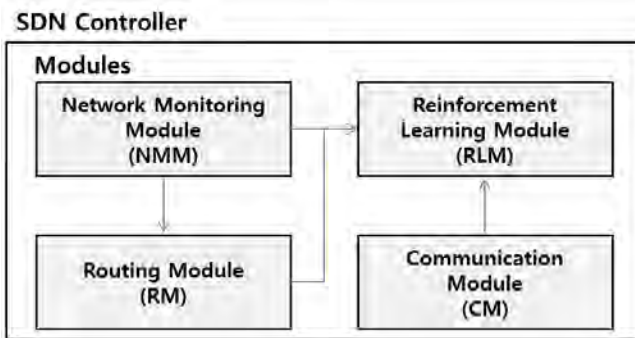 SDN Controller
Modules
Network Monitoring
Module
(NMM)
Reinforcement
Learning Module
(RLM)
Routing Module
(RM)
Communication
Module
(CM)